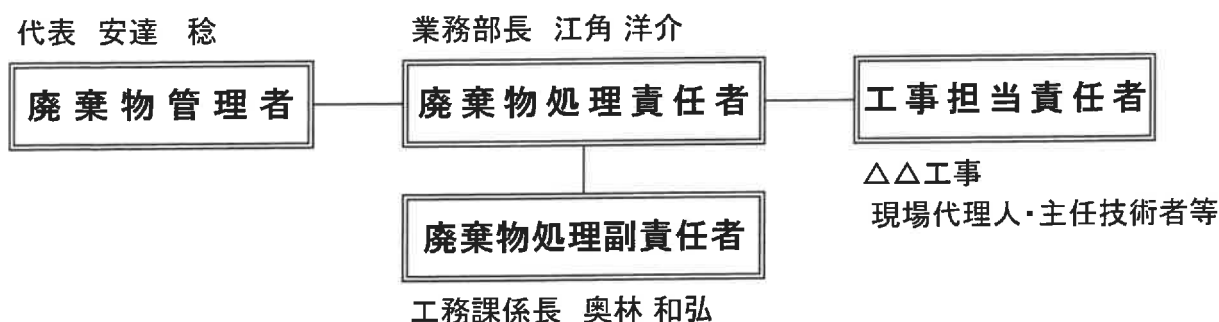 代表 安達 稔
業務部長 江角 洋介
廃棄物管理者
廃棄物処理責任者
工事担当責任者
△△工事
現場代理人・主任技術者等
廃棄物処理副責任者
工務課係長 奥林 和弘